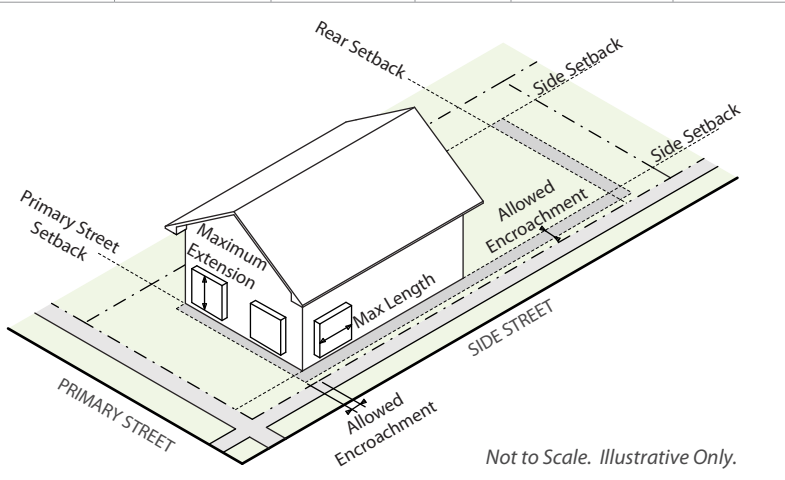 Rear Setback
Side Setback
Side Setback
Allowed
Encroachment
Primary Street
Setback
Maximum
Extension
Max Length
SIDE STREET
PRIMARY STREET
Allowed
Encroachment
Not to Scale. Illustrative Only.